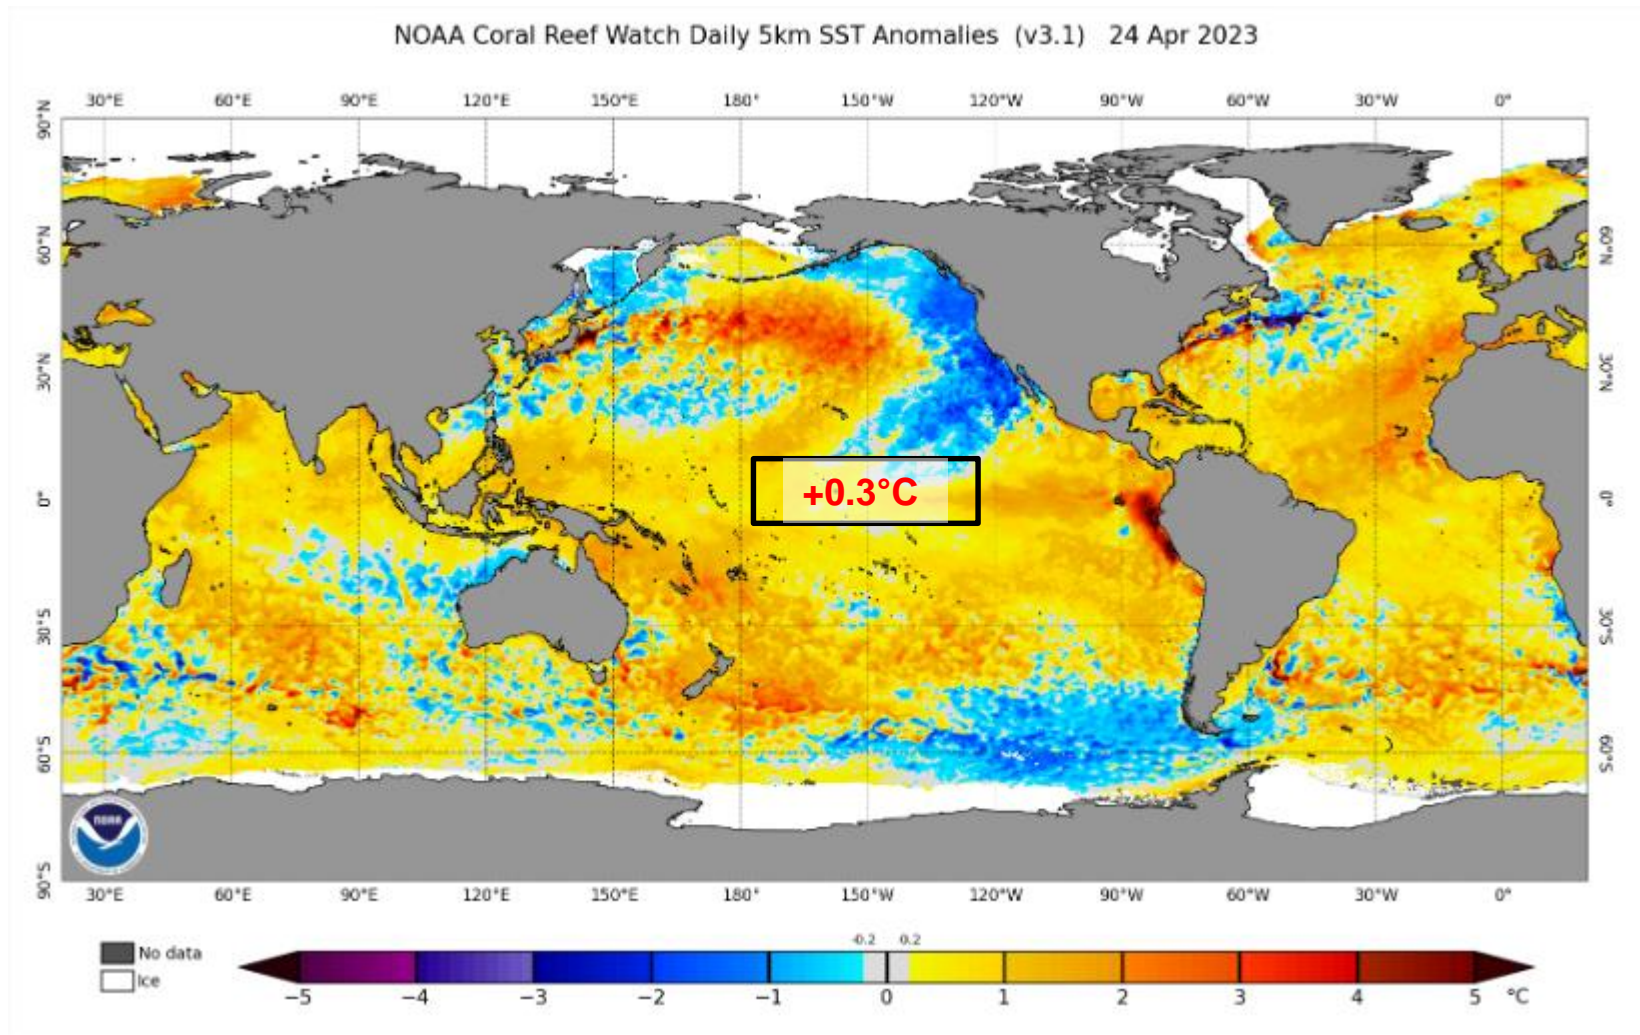 NOAA Coral Reef Watch Daily 5km SST Anomalies (v3.1) 24 Apr 2023
30°E 60°E 90°E 120°E 150°E 180° 150°W 120°W 90°W 60°W 30°W 0°
90°N
60°N 60°N
30°N 30°N
0° 0°
+0.3°C
30°S 30°S
60°S 60°S
NOAA
90°S
30°E 60°E 90°E 120°E 150°E 180° 150°W 120°W 90°W 60°W 30°W 0°
-0.2 0.2
No data
Ice
−5 −4 −3 −2 −1 0 1 2 3 4 5 °C